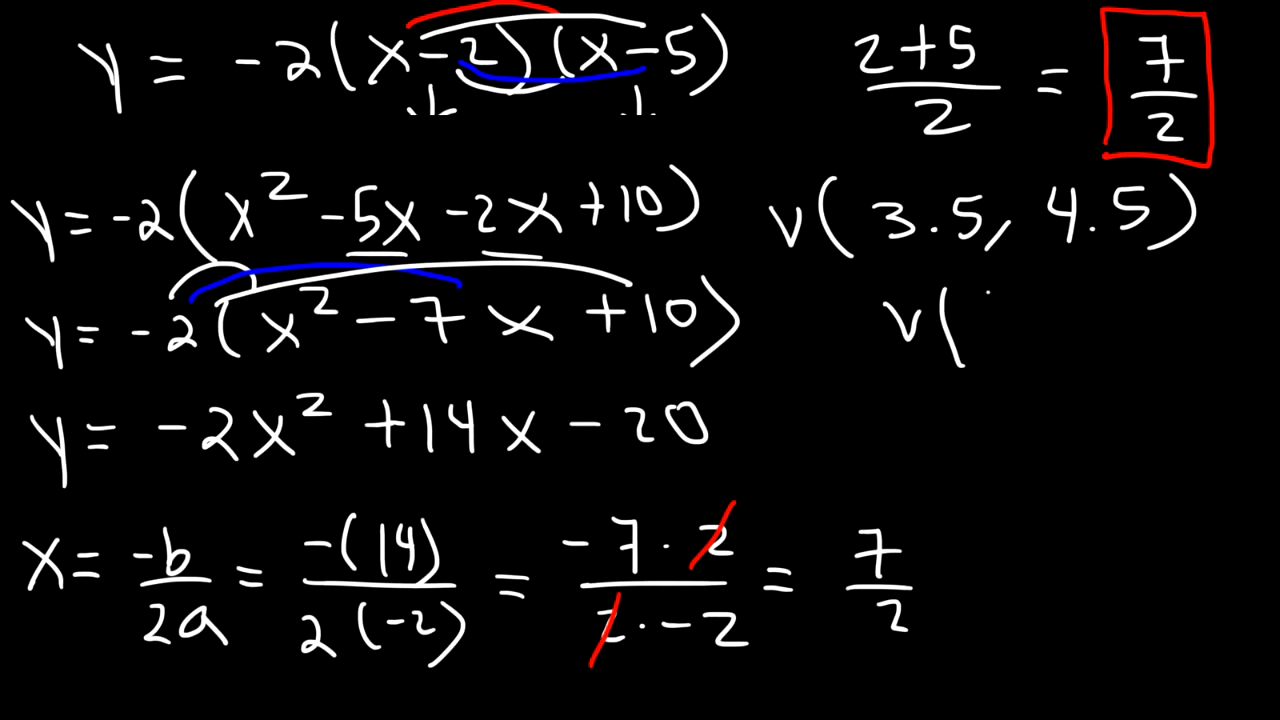 y = -2(x-2)(x-5)
2+5/2 = 7/2
y = -2(x² -5x -2x +10)
v(3.5, 4.5)
y = -2(x² - 7x + 10)
v(
y = -2x² + 14x - 20
x = -b/2a = -(14)/2(-2) = -7·2/2·-2 = 7/2